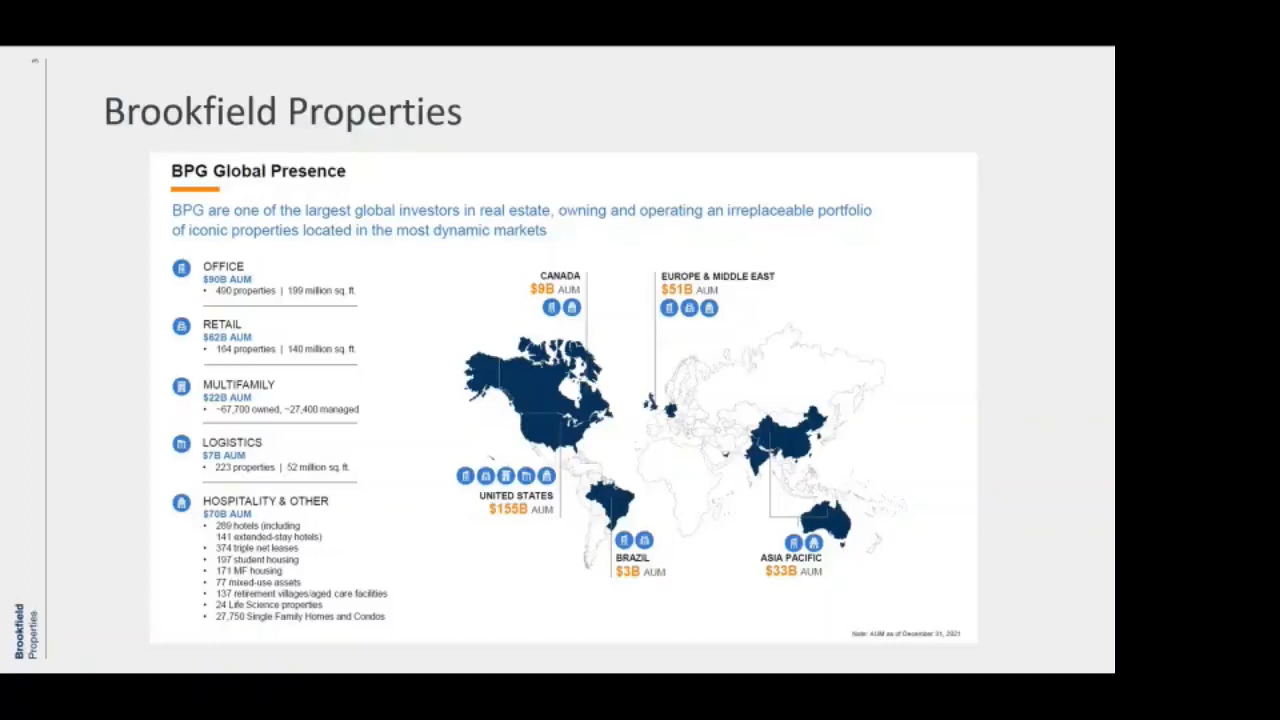 5
Brookfield Properties
BPG Global Presence
BPG are one of the largest global investors in real estate, owning and operating an irreplaceable portfolio
of iconic properties located in the most dynamic markets
OFFICE
$90B AUM
• 490 properties | 199 million sq. ft.
RETAIL
$62B AUM
• 164 properties | 140 million sq. ft.
MULTIFAMILY
$22B AUM
• ~67,700 owned, ~27,400 managed
LOGISTICS
$7B AUM
• 223 properties | 52 million sq. ft.
HOSPITALITY & OTHER
$70B AUM
• 289 hotels (including
141 extended-stay hotels)
• 374 triple net leases
• 197 student housing
• 171 MF housing
• 77 mixed-use assets
• 137 retirement villages/aged care facilities
• 24 Life Science properties
• 27,750 Single Family Homes and Condos
CANADA
$9B AUM
EUROPE & MIDDLE EAST
$51B AUM
UNITED STATES
$155B AUM
BRAZIL
$3B AUM
ASIA PACIFIC
$33B AUM
Note: AUM as of December 31, 2021
Brookfield
Properties